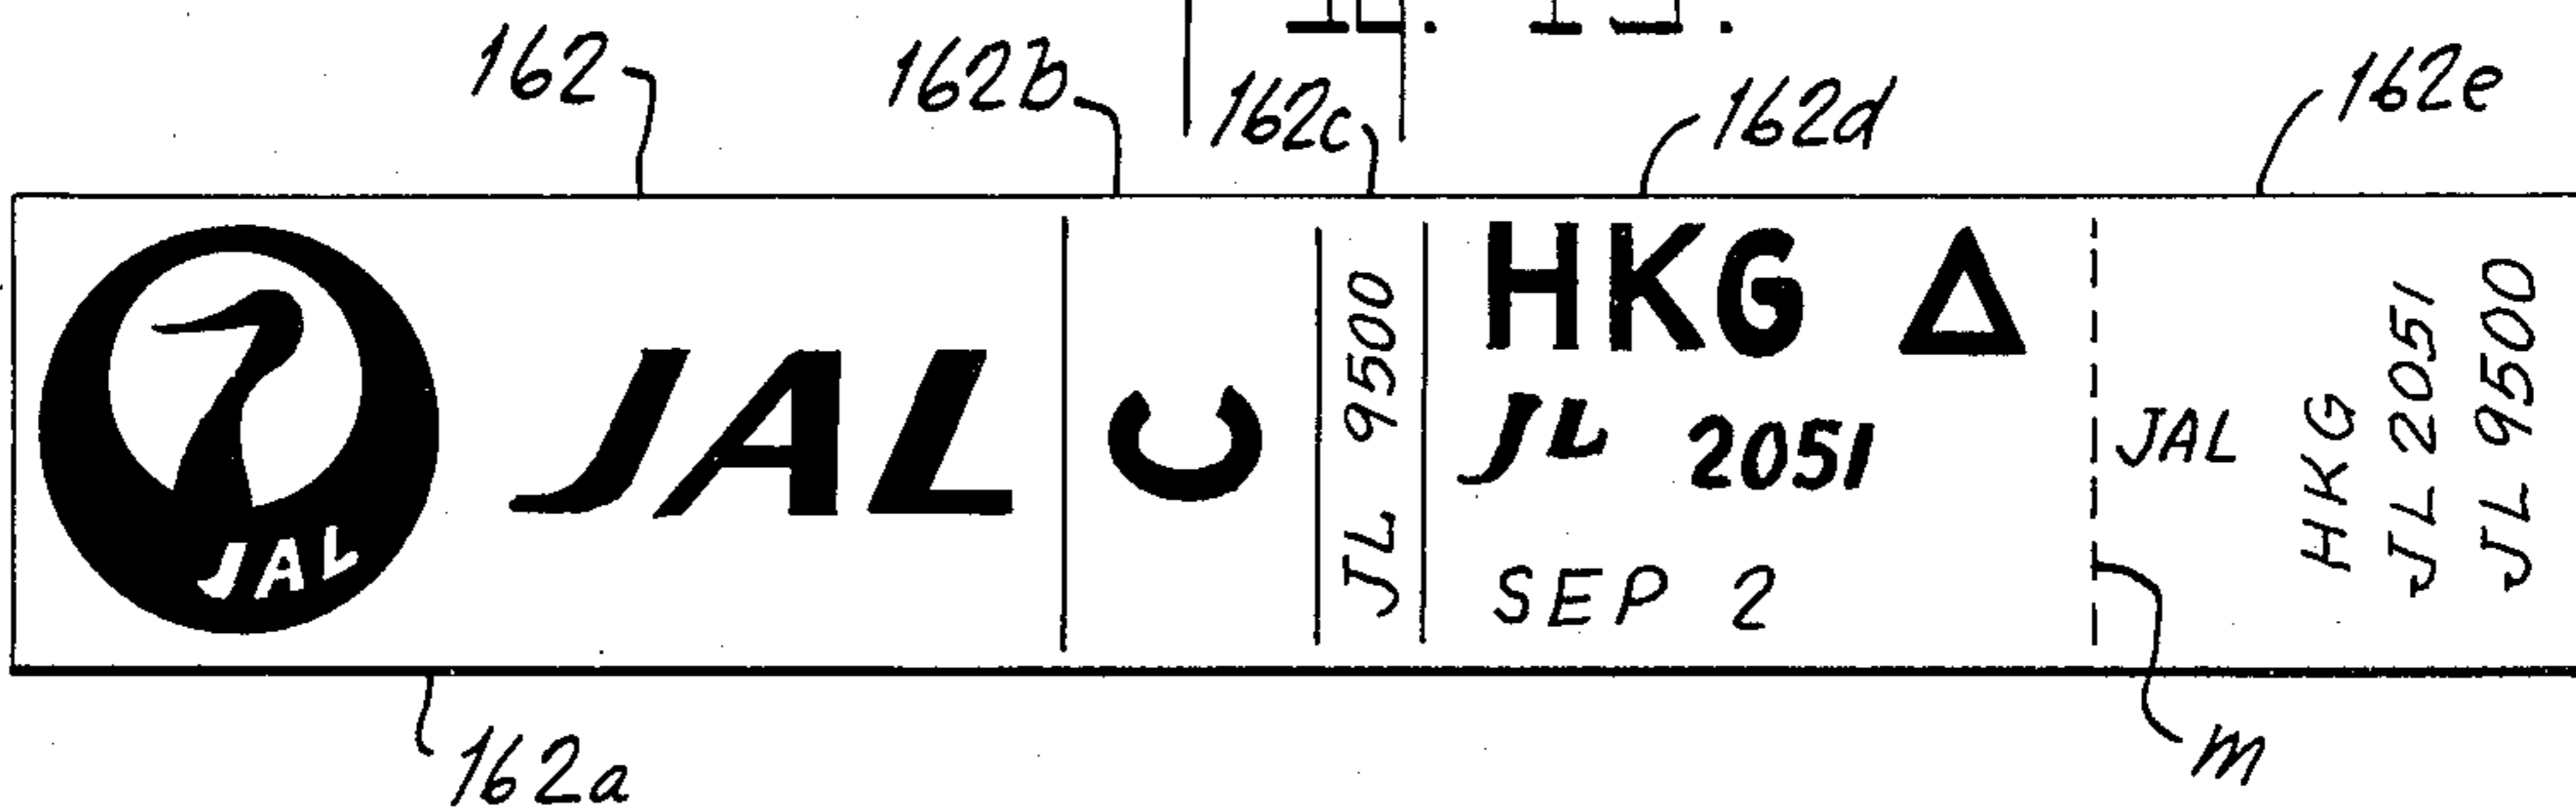 162
162b
162c
162d
162e
JAL
JAL
C
JL 9500
HKG Δ
JL 2051
SEP 2
JAL
HKG
JL 2051
JL 9500
162a
m